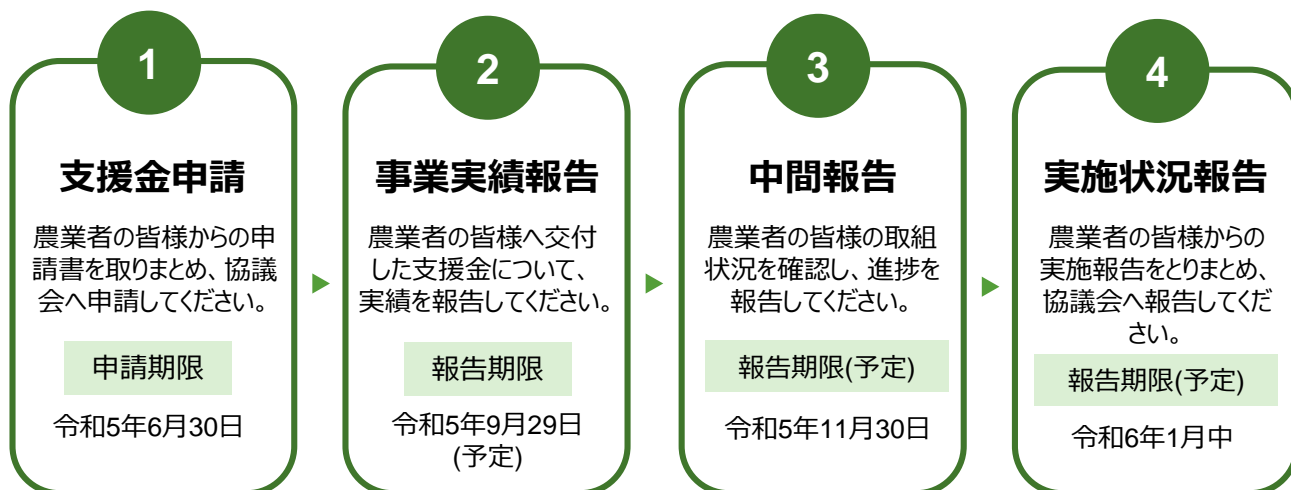 1
支援金申請
農業者の皆様からの申
請書を取りまとめ、協議
会へ申請してください。
申請期限
令和5年6月30日
2
事業実績報告
農業者の皆様へ交付
した支援金について、
実績を報告してください。
報告期限
令和5年9月29日
(予定)
3
中間報告
農業者の皆様の取組
状況を確認し、進捗を
報告してください。
報告期限(予定)
令和5年11月30日
4
実施状況報告
農業者の皆様からの
実施報告をとりまとめ、
協議会へ報告してくだ
さい。
報告期限(予定)
令和6年1月中